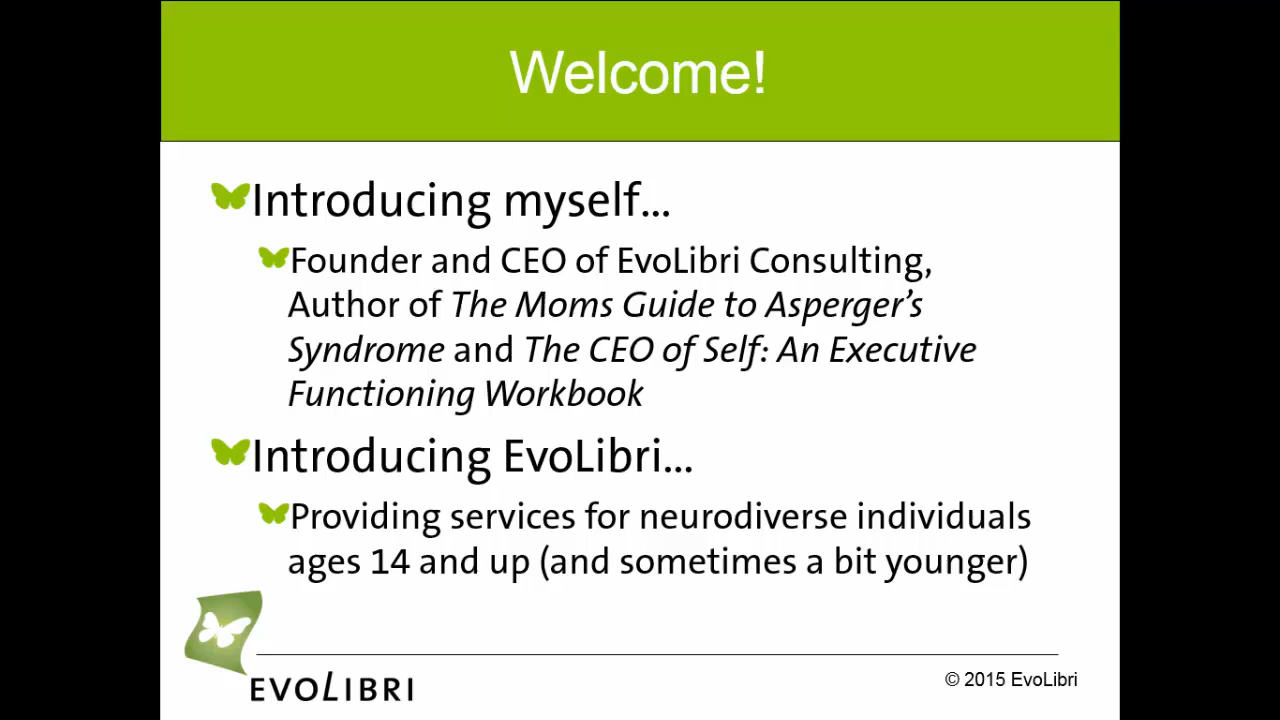 Welcome!
Introducing myself...
Founder and CEO of EvoLibri Consulting,
Author of The Moms Guide to Asperger's
Syndrome and The CEO of Self: An Executive
Functioning Workbook
Introducing EvoLibri...
Providing services for neurodiverse individuals
ages 14 and up (and sometimes a bit younger)
EVOLIBRI
© 2015 EvoLibri